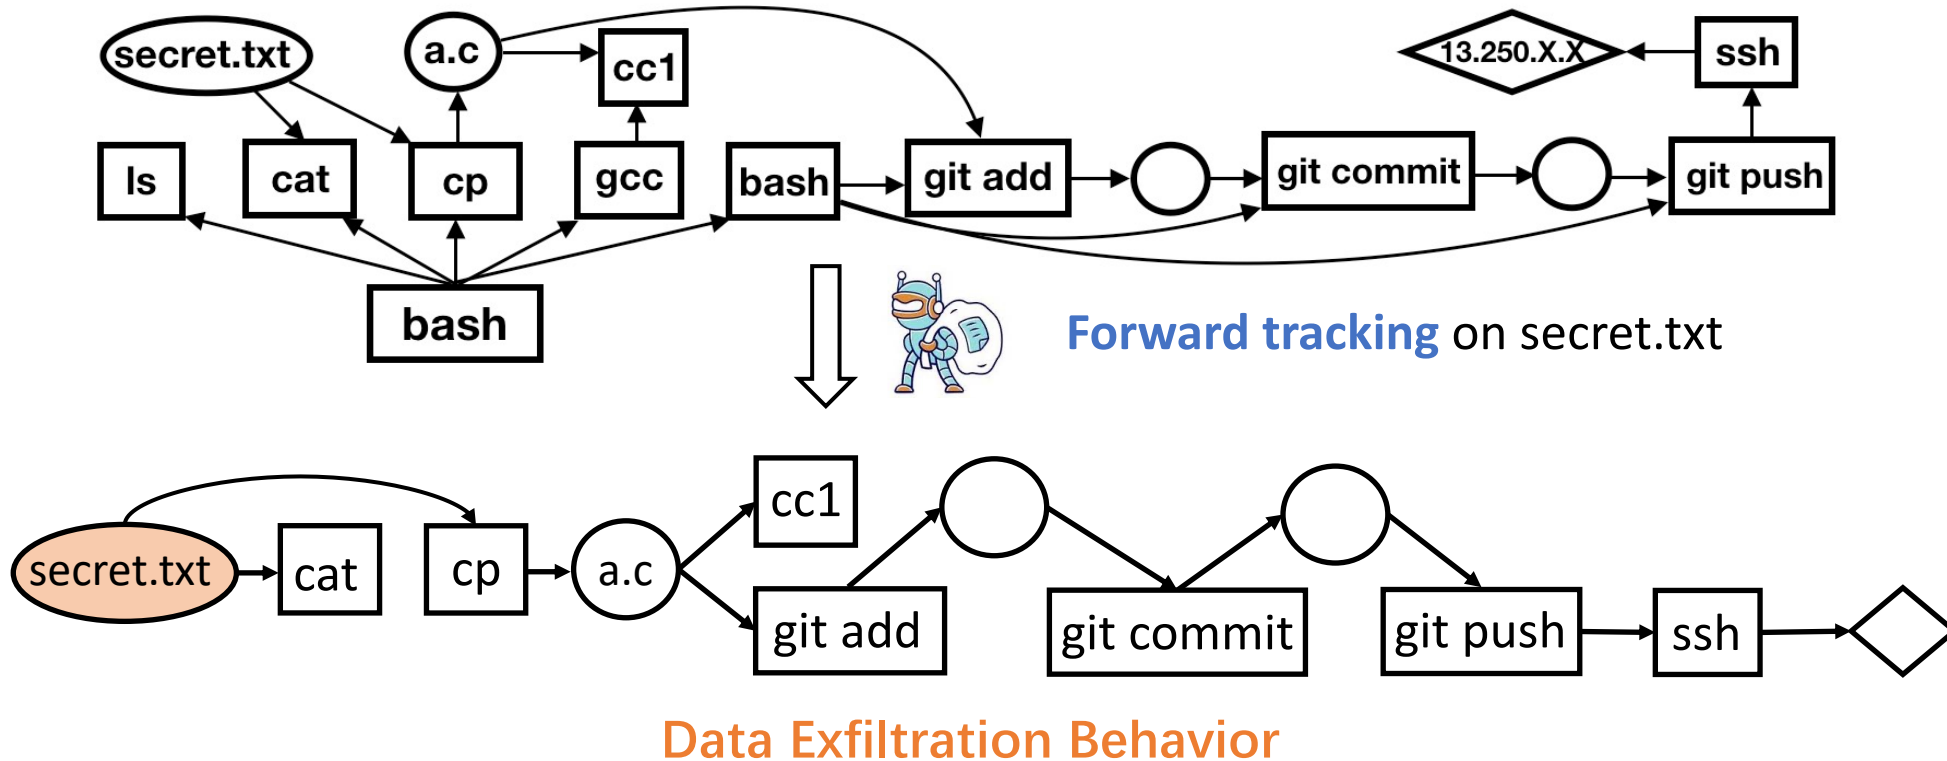 secret.txt
a.c
cc1
13.250.X.X
ssh
ls
cat
cp
gcc
bash
git add
git commit
git push
bash
Forward tracking on secret.txt
secret.txt
cat
cp
a.c
cc1
git add
git commit
git push
ssh
Data Exfiltration Behavior